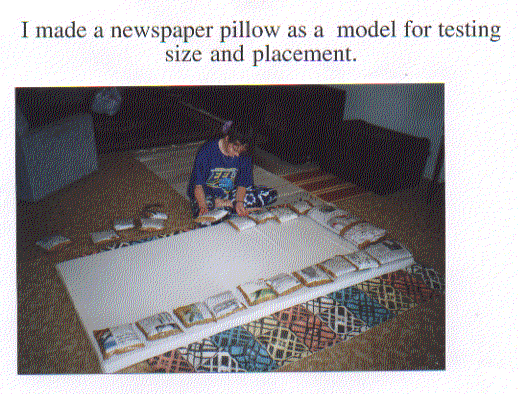 I made a newspaper pillow as a model for testing
size and placement.